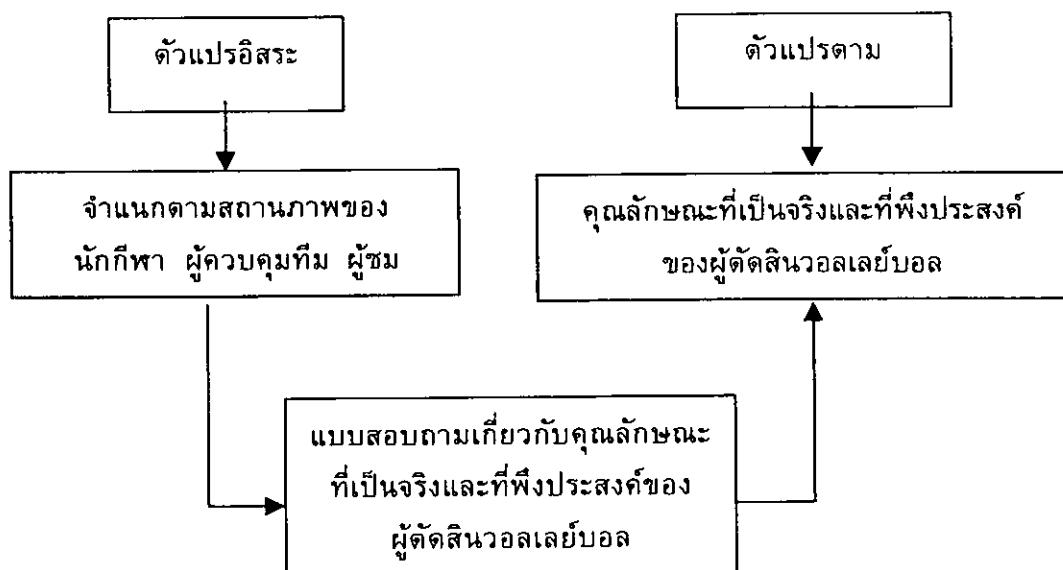 ตัวแปรอิสระ
ตัวแปรตาม
จำแนกตามสถานภาพของ
นักกีฬา ผู้ควบคุมทีม ผู้ชม
คุณลักษณะที่เป็นจริงและที่พึงประสงค์
ของผู้ตัดสินวอลเลย์บอล
แบบสอบถามเกี่ยวกับคุณลักษณะ
ที่เป็นจริงและที่พึงประสงค์ของ
ผู้ตัดสินวอลเลย์บอล